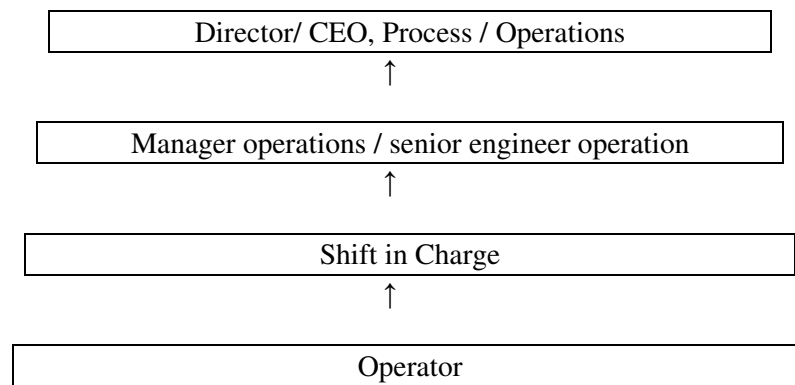 Director/ CEO, Process / Operations
↑
Manager operations / senior engineer operation
↑
Shift in Charge
↑
Operator